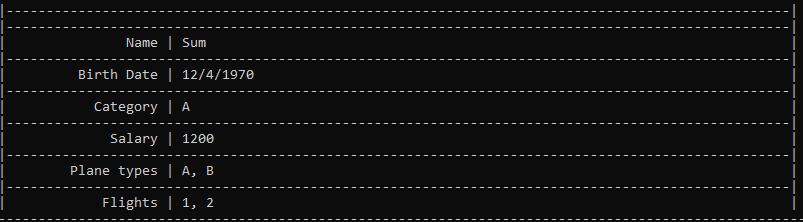 Name | Sum
Birth Date | 12/4/1970
Category | A
Salary | 1200
Plane types | A, B
Flights | 1, 2